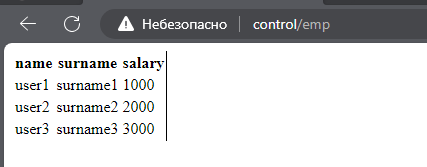 Небезопасно control/emp
name surname salary
user1 surname1 1000
user2 surname2 2000
user3 surname3 3000